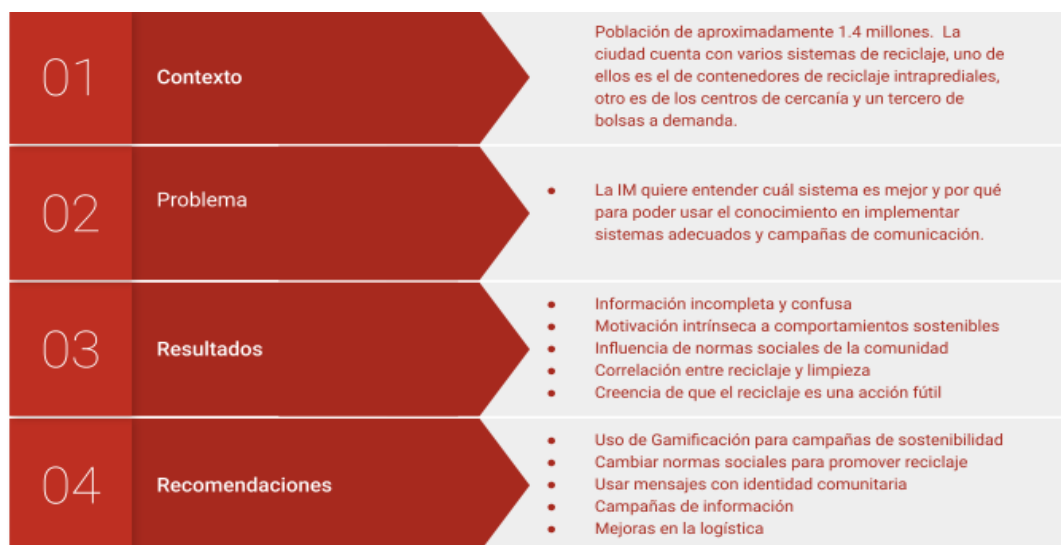 01
Contexto
Población de aproximadamente 1.4 millones. La
ciudad cuenta con varios sistemas de reciclaje, uno de
ellos es el de contenedores de reciclaje intraprediales,
otro es de los centros de cercanía y un tercero de
bolsas a demanda.
02
Problema
● La IM quiere entender cuál sistema es mejor y por qué
para poder usar el conocimiento en implementar
sistemas adecuados y campañas de comunicación.
03
Resultados
● Información incompleta y confusa
● Motivación intrínseca a comportamientos sostenibles
● Influencia de normas sociales de la comunidad
● Correlación entre reciclaje y limpieza
● Creencia de que el reciclaje es una acción fútil
04
Recomendaciones
● Uso de Gamificación para campañas de sostenibilidad
● Cambiar normas sociales para promover reciclaje
● Usar mensajes con identidad comunitaria
● Campañas de información
● Mejoras en la logística